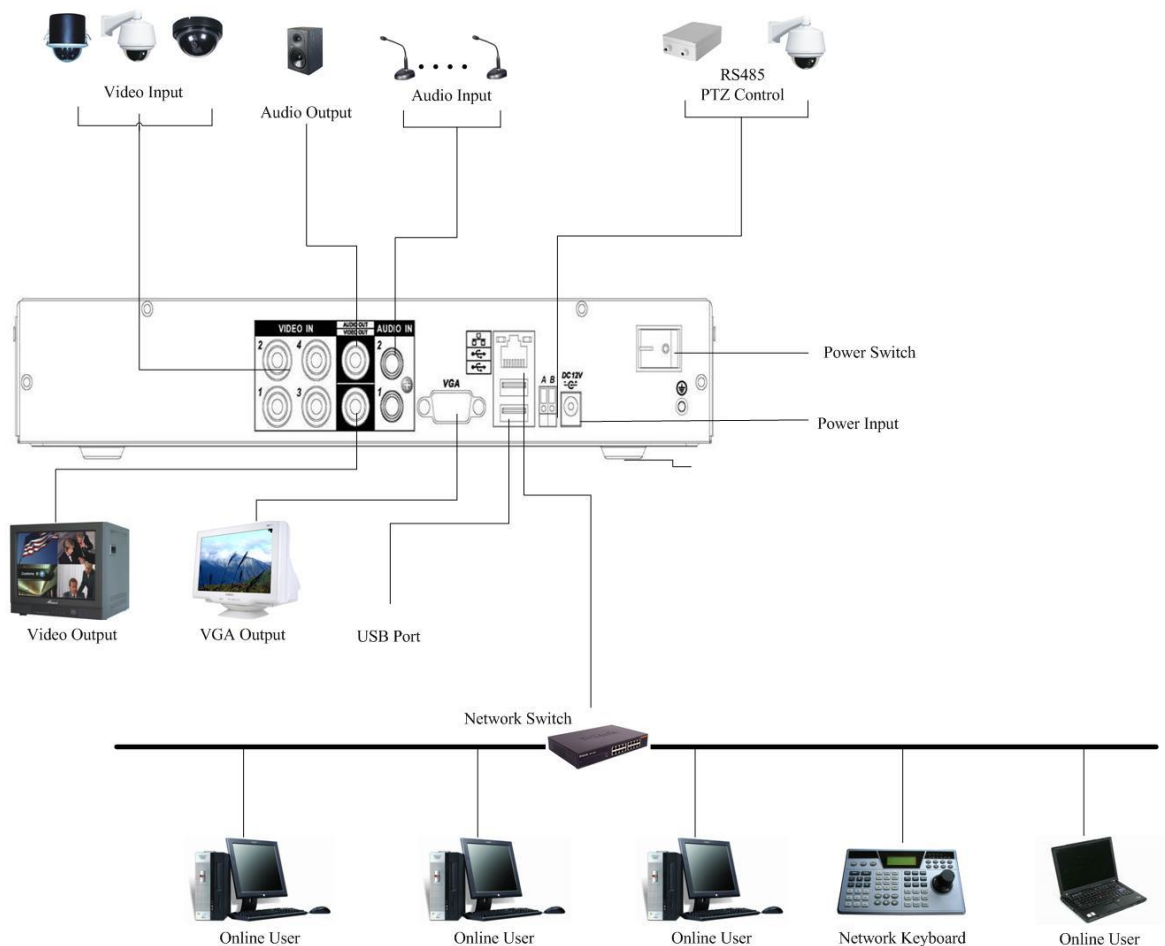 Video Input
Audio Output
Audio Input
RS485
PTZ Control
VIDEO IN
AUDIO OUT
VIDEO OUT
AUDIO IN
2
4
2
1
3
1
VGA
A B
DC12V
Power Switch
Power Input
Video Output
VGA Output
USB Port
Network Switch
Online User
Online User
Online User
Network Keyboard
Online User